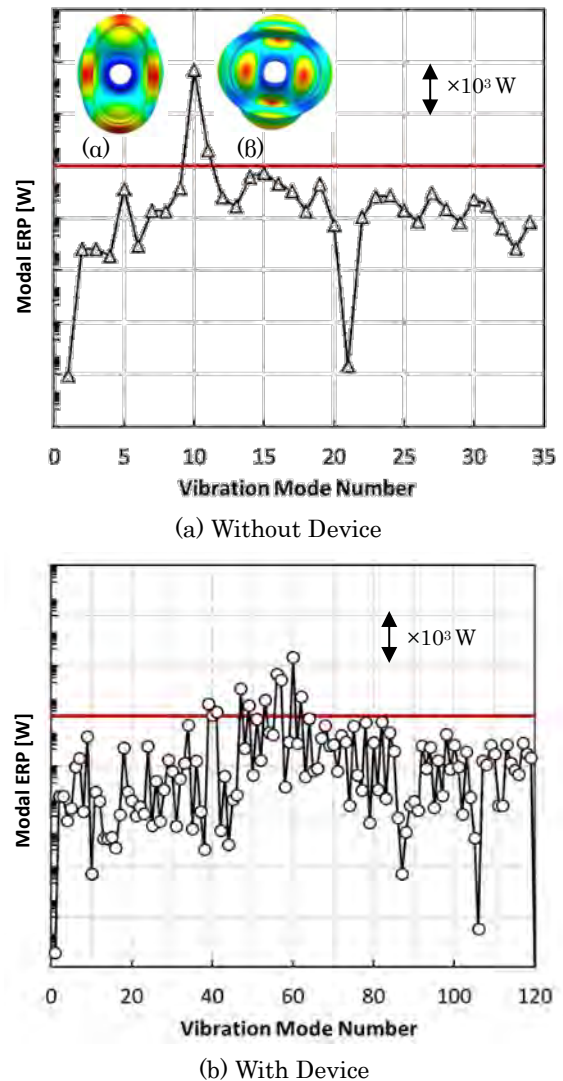 ×10³ W
(α)
(β)
Modal ERP [W]
0 5 10 15 20 25 30 35
Vibration Mode Number
(a) Without Device
×10³ W
Modal ERP [W]
0 20 40 60 80 100 120
Vibration Mode Number
(b) With Device